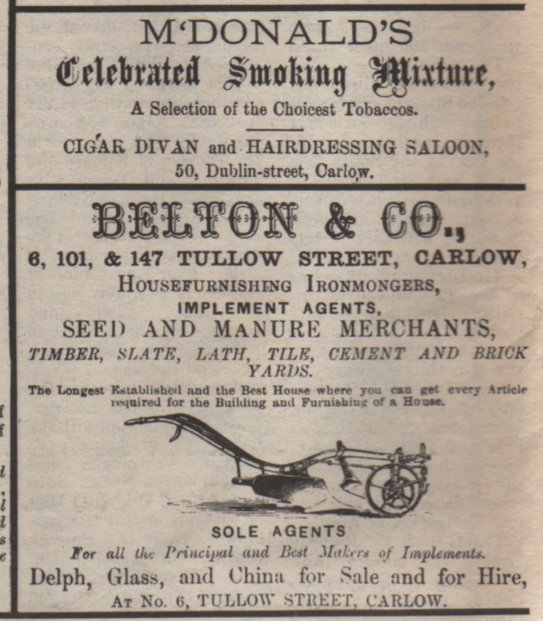 M'DONALD'S
Celebrated Smoking Mixture,
A Selection of the Choicest Tobaccos.
CIGAR DIVAN and HAIRDRESSING SALOON,
50, Dublin-street, Carlow.
BELTON & CO.,
6, 101, & 147 TULLOW STREET, CARLOW,
HOUSEFURNISHING IRONMONGERS,
IMPLEMENT AGENTS,
SEED AND MANURE MERCHANTS,
TIMBER, SLATE, LATH, TILE, CEMENT AND BRICK
YARDS.
The Longest Established and the Best House where you can get every Article
required for the Building and Furnishing of a House.
SOLE AGENTS
For all the Principal and Best Makers of Implements.
Delph, Glass, and China for Sale and for Hire,
AT No. 6, TULLOW STREET, CARLOW.